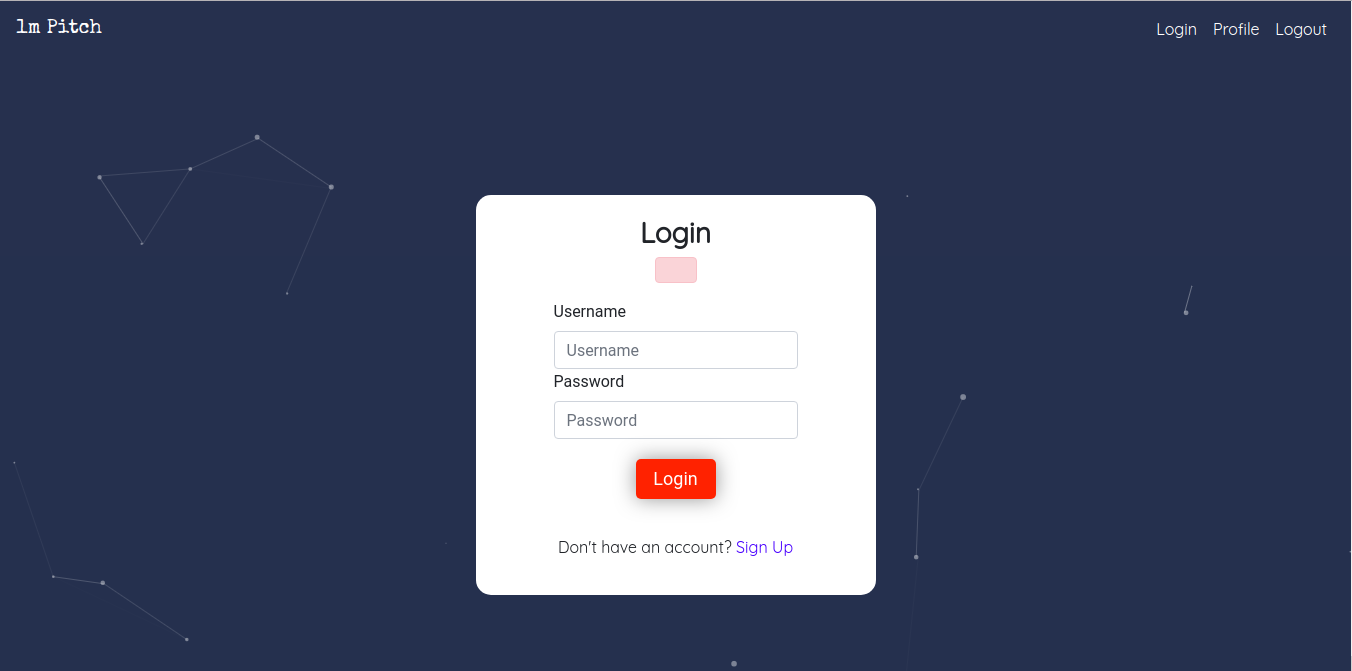 1m Pitch
Login Profile Logout
Login
Username
Username
Password
Password
Login
Don't have an account? Sign Up